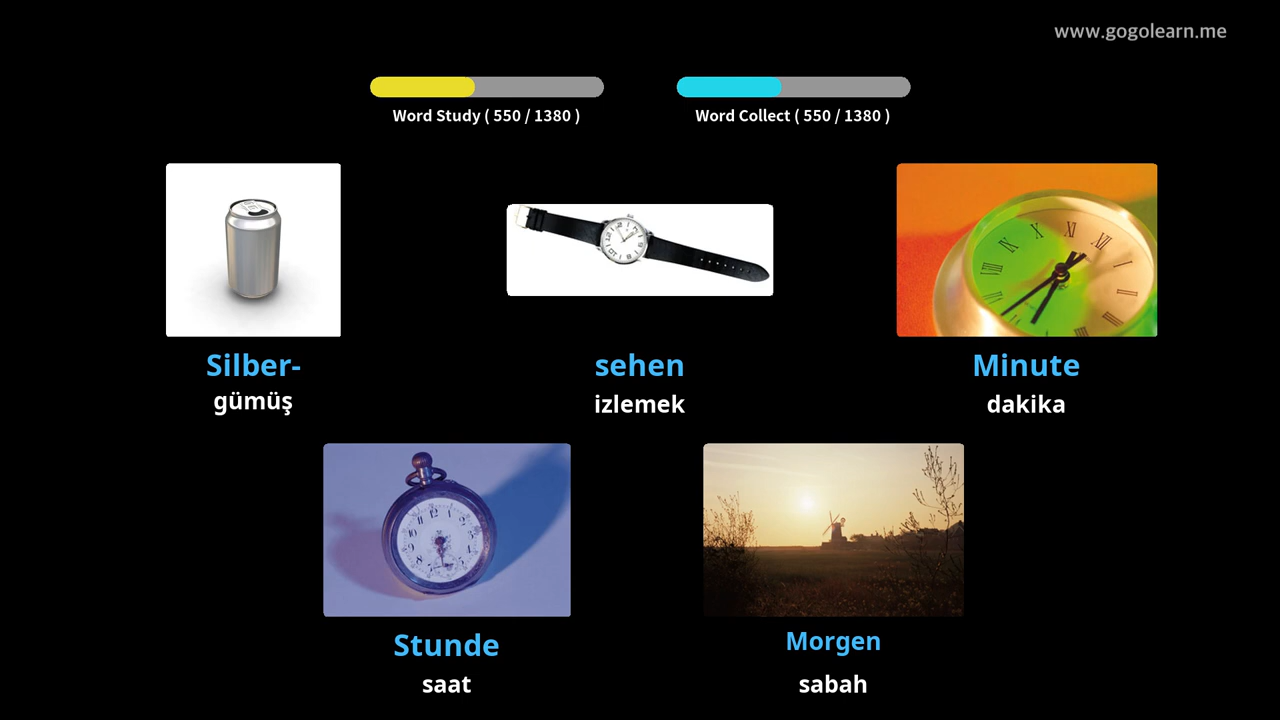 www.gogolearn.me
Word Study ( 550 / 1380 )
Word Collect ( 550 / 1380 )
Silber-
gümüş
sehen
izlemek
Minute
dakika
Stunde
saat
Morgen
sabah